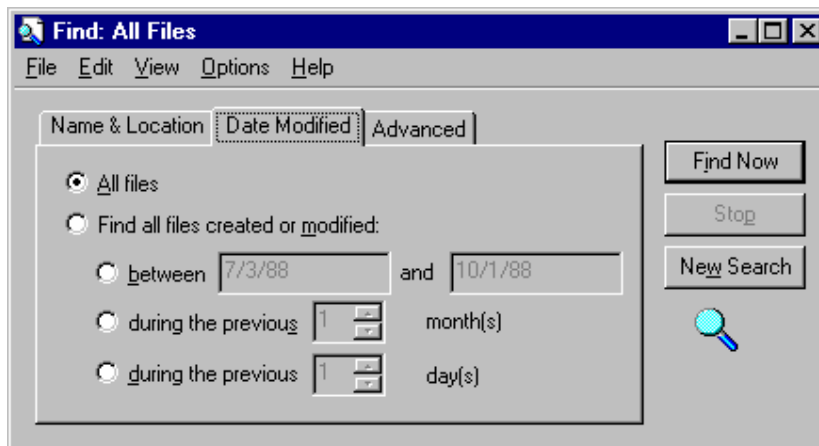 Find: All Files
File Edit View Options Help
Name & Location Date Modified Advanced
All files
Find all files created or modified:
between 7/3/88 and 10/1/88
during the previous 1 month(s)
during the previous 1 day(s)
Find Now
Stop
New Search